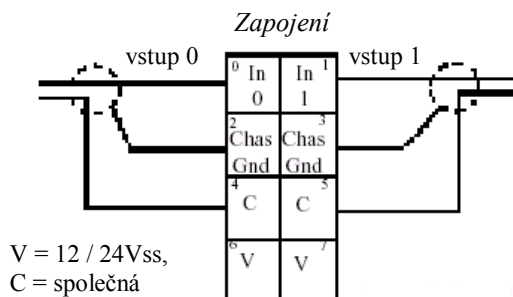 Zapojení
vstup 0
vstup 1
0 In 0
In 1 1
2 Chas Gnd
3 Chas Gnd
4 C
5 C
6 V
7 V
V = 12 / 24Vss,
C = společná